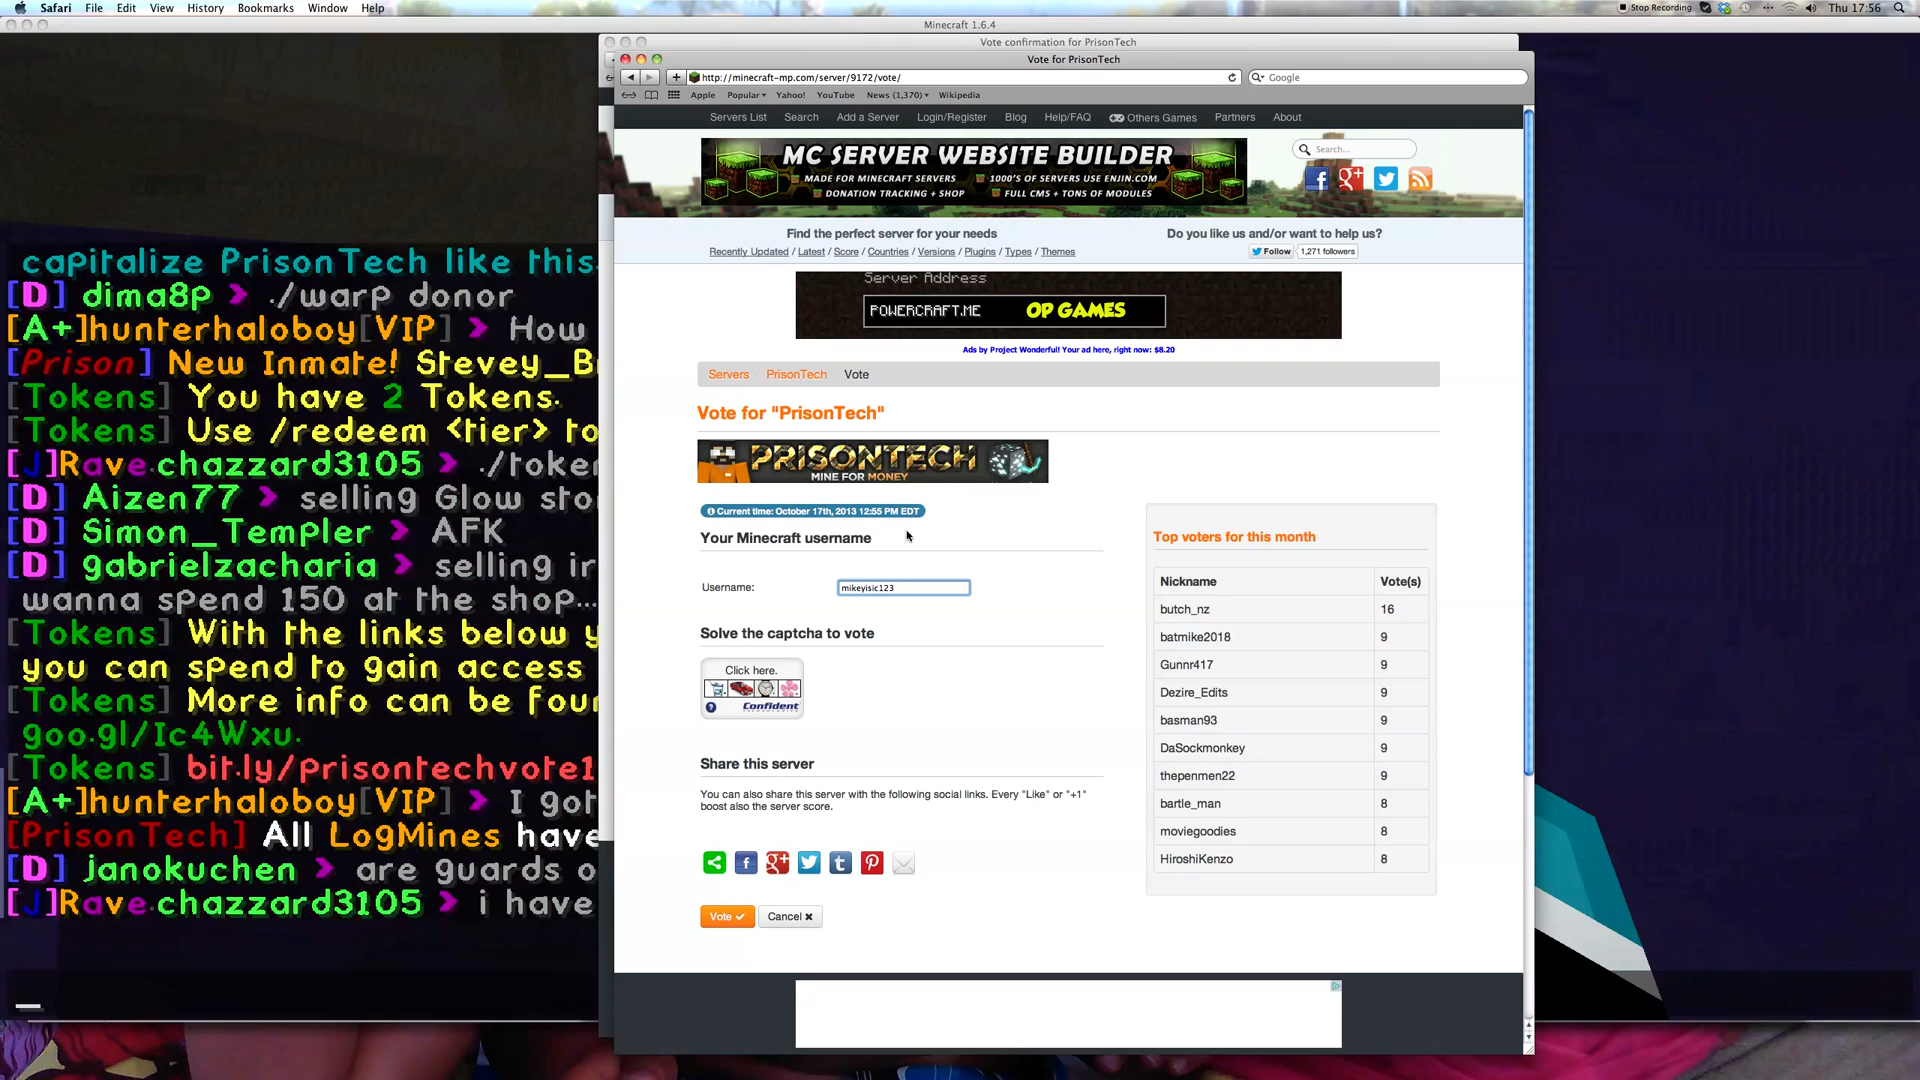 Safari File Edit View History Bookmarks Window Help
Stop Recording Thu 17:56
Minecraft 1.6.4
Vote confirmation for PrisonTech
Vote for PrisonTech
http://minecraft-mp.com/server/9172/vote/
Google
Apple Popular Yahoo! YouTube News (1,370) Wikipedia
Servers List Search Add a Server Login/Register Blog Help/FAQ Others Games Partners About
MC SERVER WEBSITE BUILDER
MADE FOR MINECRAFT SERVERS 1000'S OF SERVERS USE ENJIN.COM
DONATION TRACKING + SHOP FULL CMS + TONS OF MODULES
Search...
Find the perfect server for your needs
Recently Updated / Latest / Score / Countries / Versions / Plugins / Types / Themes
Do you like us and/or want to help us?
Follow 1,271 followers
Server Address
POWERCRAFT.ME OP GAMES
Ads by Project Wonderful! Your ad here, right now: $8.20
Servers / PrisonTech / Vote
Vote for "PrisonTech"
PRISONTECH
MINE FOR MONEY
Current time: October 17th, 2013 12:55 PM EDT
Your Minecraft username
Username: mikeyisic123
Solve the captcha to vote
Click here.
Confident
Share this server
You can also share this server with the following social links. Every "Like" or "+1"
boost also the server score.
Vote Cancel
Top voters for this month
Nickname Vote(s)
butch_nz 16
batmike2018 9
Gunnr417 9
Dezire_Edits 9
basman93 9
DaSockmonkey 9
thepenmen22 9
bartle_man 8
moviegoodies 8
HiroshiKenzo 8
capitalize PrisonTech like this
[D] dima8p > ./warp donor
[A+]hunterhaloboy[VIP] > How
[Prison] New Inmate! Stevey_B
[Tokens] You have 2 Tokens.
[Tokens] Use /redeem <tier> to
[J]Rave.chazzard3105 > ./token
[D] Aizen77 > selling Glow sto
[D] Simon_Templer > AFK
[D] gabrielzacharia > selling ir
wanna spend 150 at the shop...
[Tokens] With the links below y
you can spend to gain access
[Tokens] More info can be four
goo.gl/Ic4Wxu.
[Tokens] bit.ly/prisontechvote1
[A+]hunterhaloboy[VIP] > I got
[PrisonTech] All LogMines have
[D] janokuchen > are guards o
[J]Rave.chazzard3105 > i have